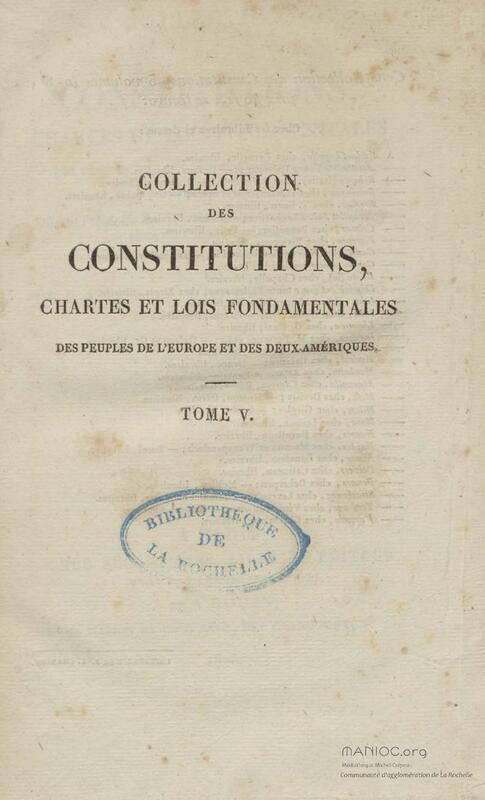 COLLECTION
DES
CONSTITUTIONS,
CHARTES ET LOIS FONDAMENTALES
DES PEUPLES DE L'EUROPE ET DES DEUX AMÉRIQUES.
TOME V.
BIBLIOTHEQUE
DE
LA ROCHELLE
MANIOC.org
Médiathèque Michel Crépeau
Communauté d'agglomération de La Rochelle